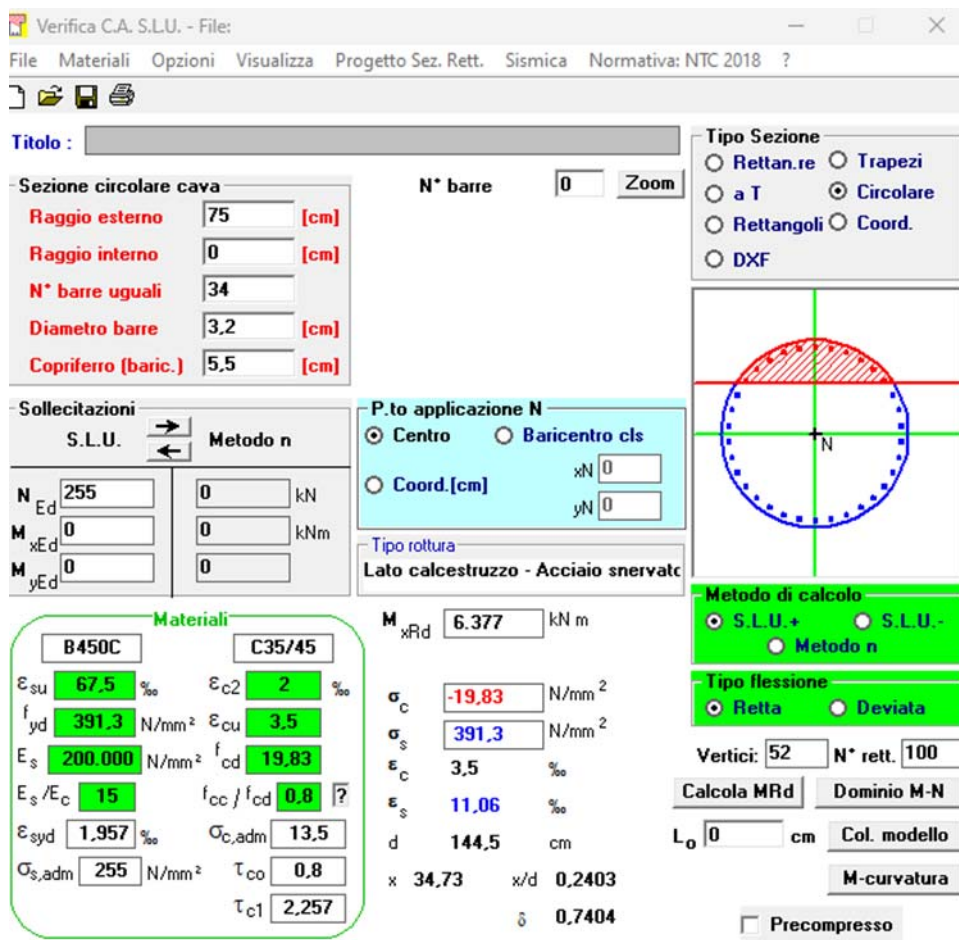 Verifica C.A. S.L.U. - File:
File Materiali Opzioni Visualizza Progetto Sez. Rett. Sismica Normativa: NTC 2018 ?
Titolo :
Tipo Sezione
Rettan.re Trapezi
a T Circolare
Rettangoli Coord.
DXF
Sezione circolare cava
Raggio esterno 75 [cm]
Raggio interno 0 [cm]
N° barre uguali 34
Diametro barre 3,2 [cm]
Copriferro (baric.) 5,5 [cm]
N° barre 0 Zoom
Sollecitazioni
S.L.U. Metodo n
N Ed 255 0 kN
M xEd 0 0 kNm
M yEd 0 0
P.to applicazione N
Centro Baricentro cls
Coord.[cm]
xN 0
yN 0
Tipo rottura
Lato calcestruzzo - Acciaio snervato
N
Materiali
B450C C35/45
εsu 67,5 ‰ εc2 2 ‰
fyd 391,3 N/mm² εcu 3,5
Es 200.000 N/mm² fcd 19,83
Es /Ec 15 fcc / fcd 0,8 ?
εsyd 1,957 ‰ σc,adm 13,5
σs,adm 255 N/mm² τco 0,8
τc1 2,257
M xRd 6.377 kN m
σc -19,83 N/mm²
σs 391,3 N/mm²
εc 3,5 ‰
εs 11,06 ‰
d 144,5 cm
x 34,73 x/d 0,2403
δ 0,7404
Metodo di calcolo
S.L.U.+ S.L.U.-
Metodo n
Tipo flessione
Retta Deviata
Vertici: 52 N° rett. 100
Calcola MRd Dominio M-N
Lo 0 cm Col. modello
M-curvatura
Precompresso